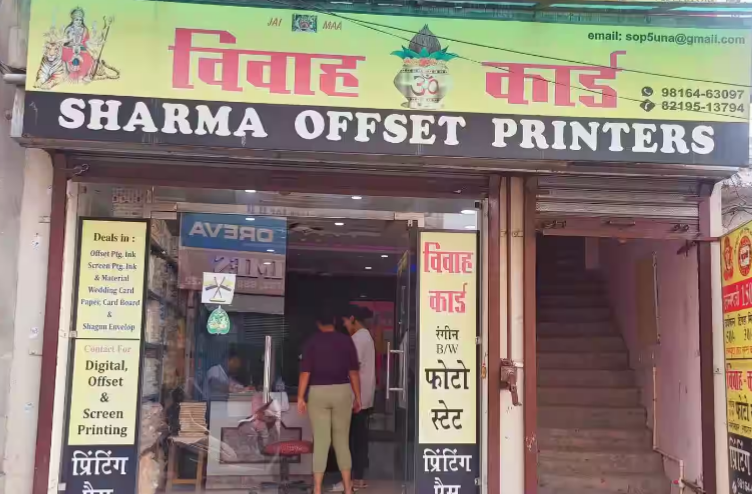 JAI MAA
email: sop5una@gmail.com
विवाह ॐ कार्ड
98164-63097
82195-13794
SHARMA OFFSET PRINTERS
OREVA
Deals in :
Offset Ptg. Ink
Screen Ptg. Ink
& Material
Wedding Card
Paper, Card Board
&
Shagun Envelop
Contact For
Digital,
Offset
&
Screen
Printing
प्रिंटिंग
प्रैस
विवाह
कार्ड
रंगीन
B/W
फोटो
स्टेट
प्रिंटिंग
प्रैस